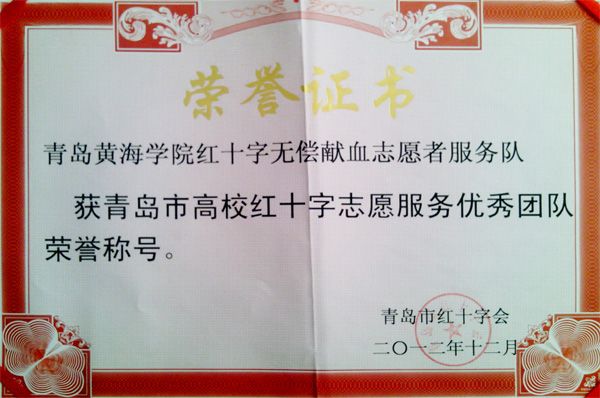 荣誉证书
青岛黄海学院红十字无偿献血志愿者服务队
获青岛市高校红十字志愿服务优秀团队
荣誉称号。
青岛市红十字会
二〇一二年十二月